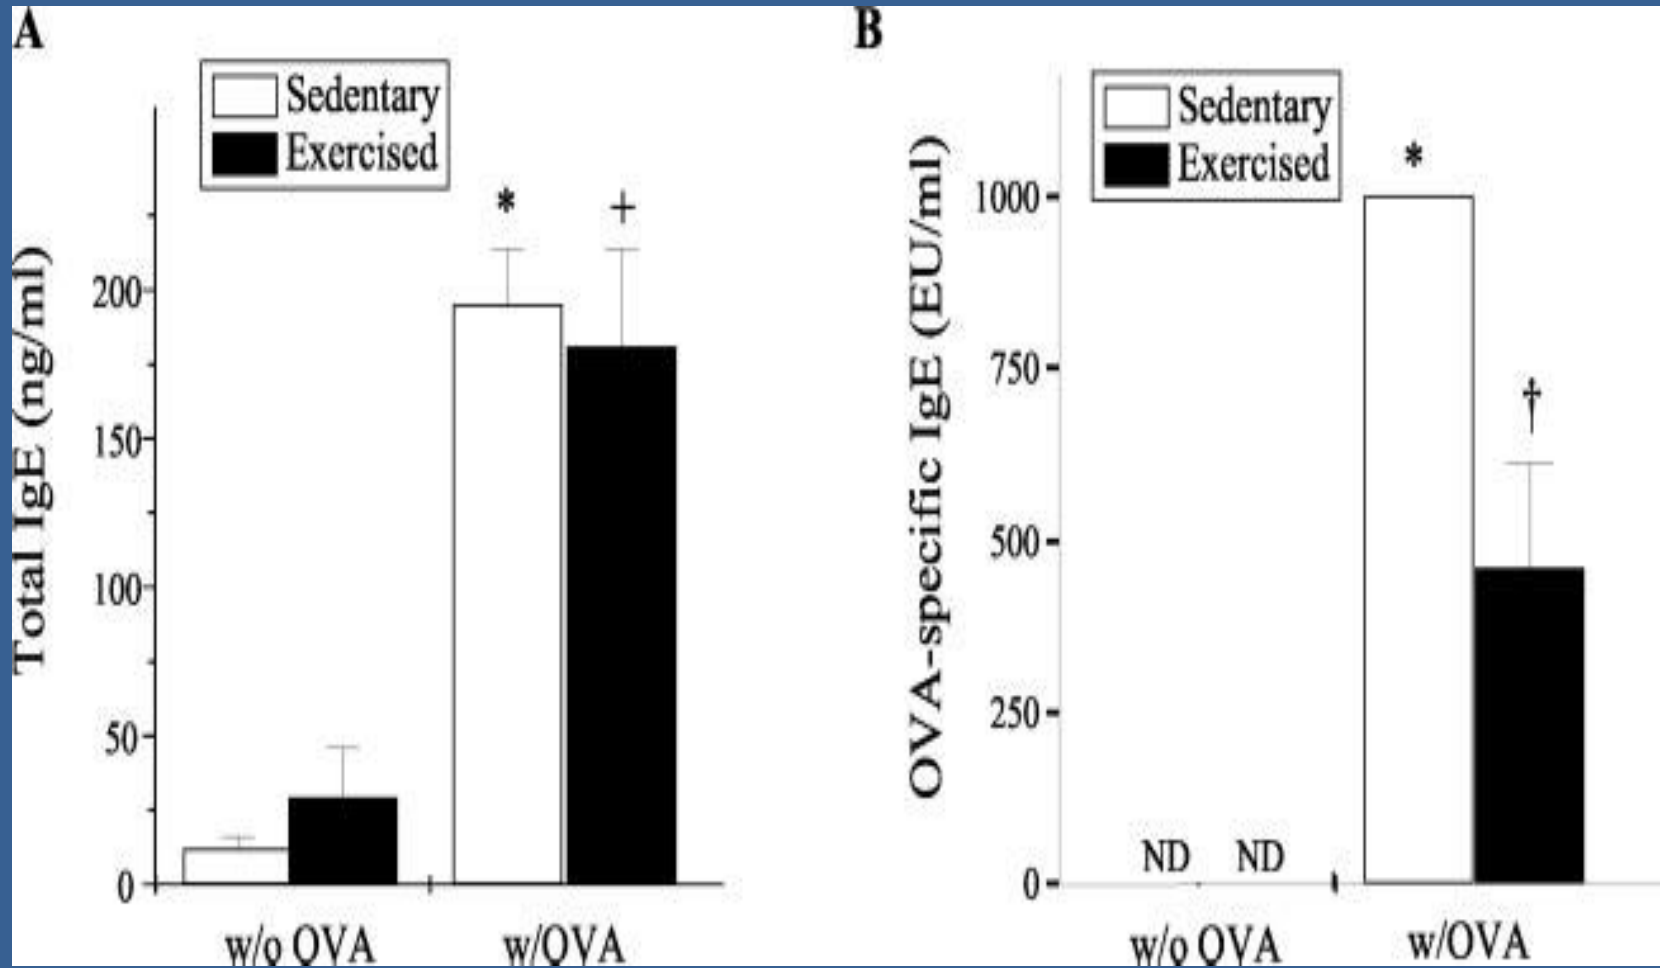 A
Sedentary
Exercised
*
+
200
150
100
50
0
Total IgE (ng/ml)
w/o OVA
w/OVA
B
Sedentary
Exercised
*
†
1000
750
500
250
0
OVA-specific IgE (EU/ml)
ND
ND
w/o OVA
w/OVA